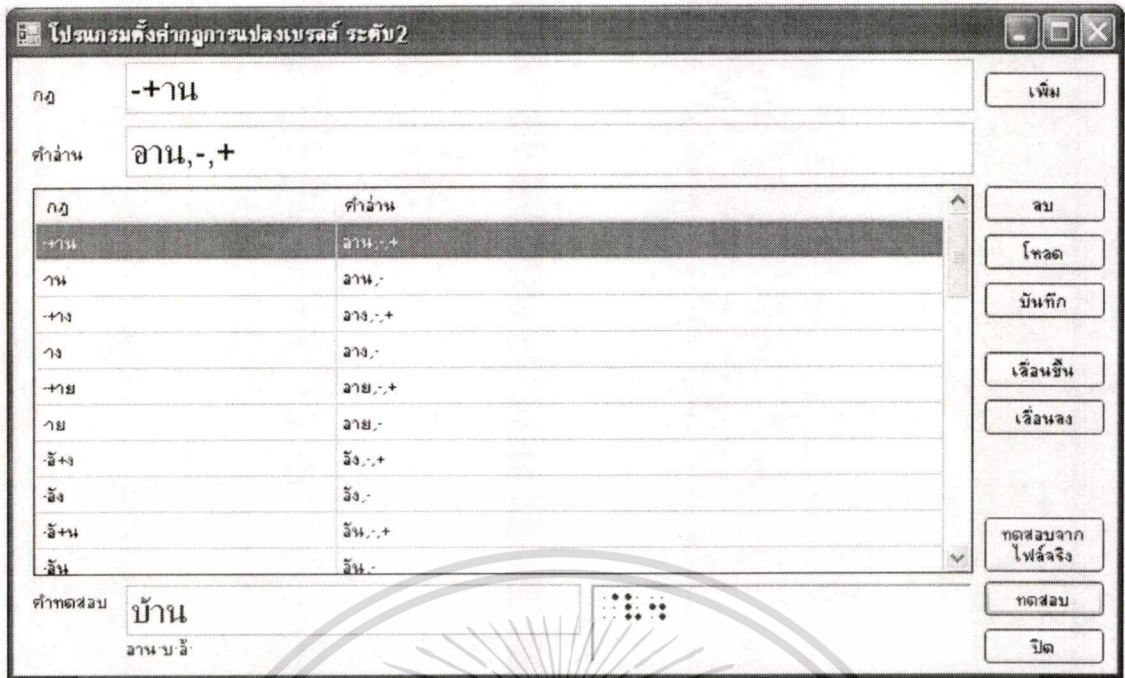 โปรแกรมตั้งค่ากฎการแปลงเบรลล์ ระดับ2
กฎ -+าน เพิ่ม
คำอ่าน อาน,-,+
กฎ คำอ่าน ลบ
-+าน อาน,-,+ โหลด
าน อาน,-
-+าง อาง,-,+ บันทึก
าง อาง,-
-+าย อาย,-,+ เลื่อนขึ้น
าย อาย,- เลื่อนลง
-ั+ง อัง,-,+
-ัง อัง,-
-ั+น อัน,-,+ ทดสอบจาก
-ัน อัน,- ไฟล์จริง
คำทดสอบ บ้าน ทดสอบ
อาน บ อ้ ปิด